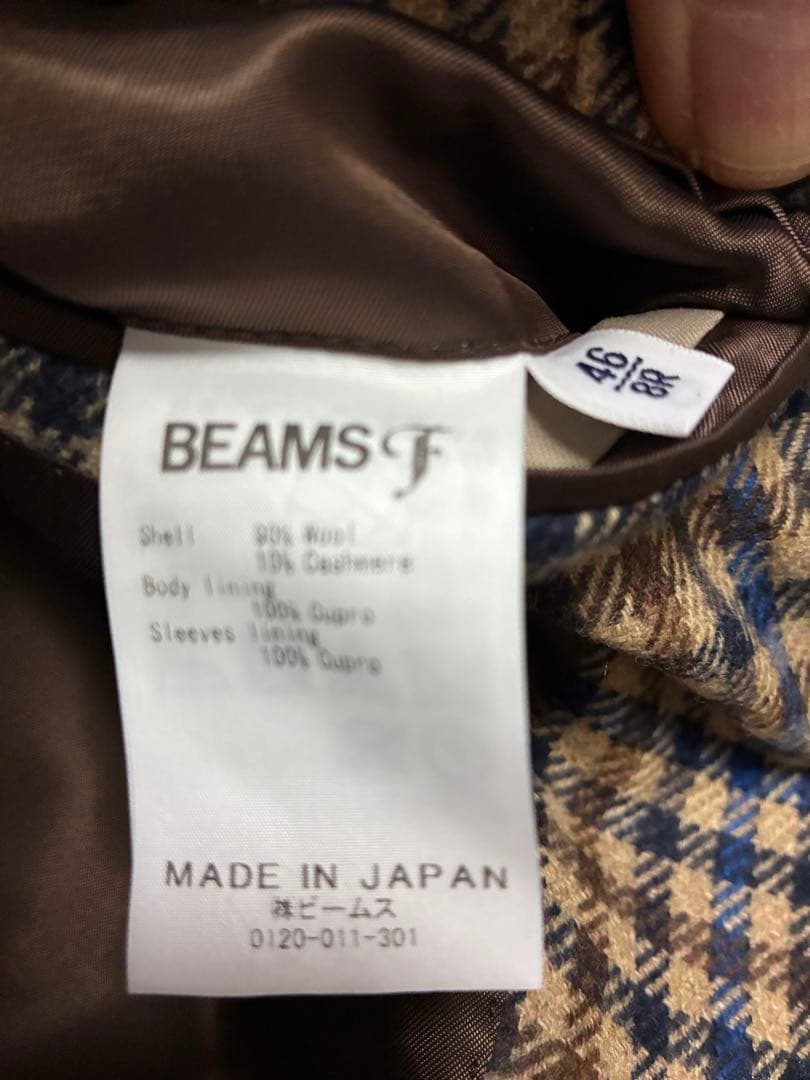 46
8R
BEAMS F
Shell 90% Wool
10% Cashmere
Body lining
100% Cupro
Sleeves lining
100% Cupro
MADE IN JAPAN
㈱ビームス
0120-011-301